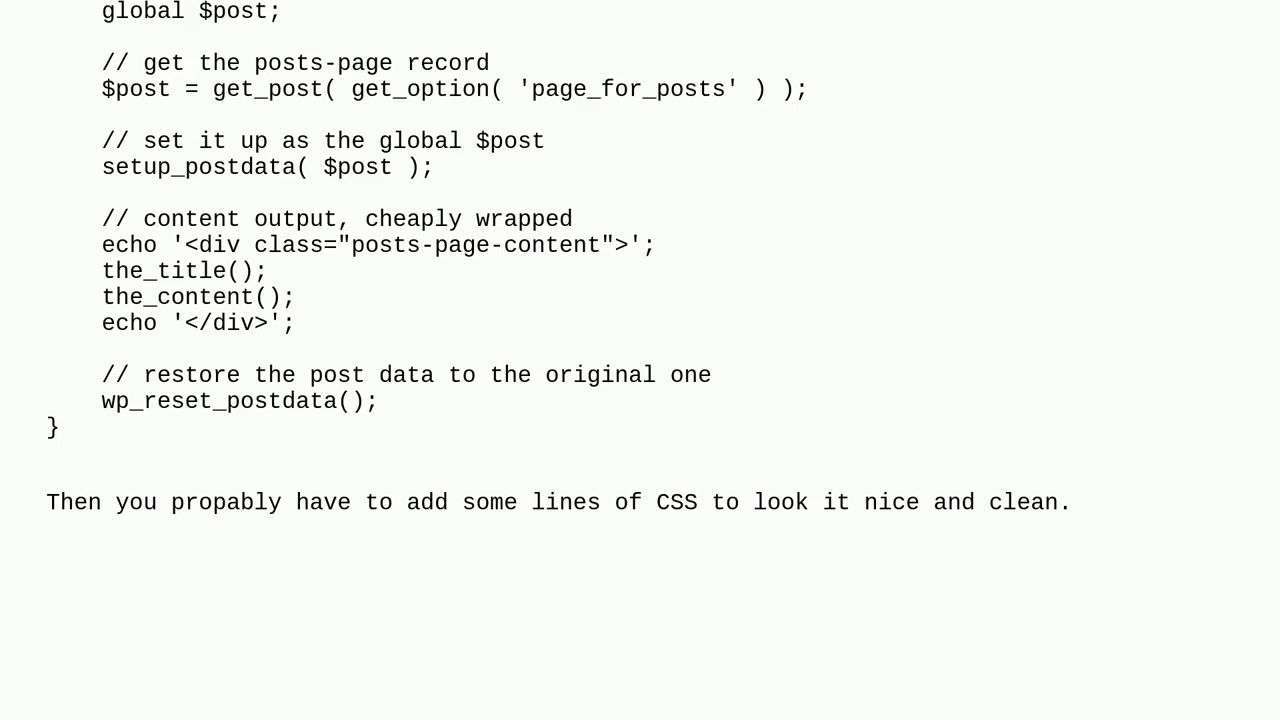 global $post;
// get the posts-page record
$post = get_post( get_option( 'page_for_posts' ) );
// set it up as the global $post
setup_postdata( $post );
// content output, cheaply wrapped
echo '<div class="posts-page-content">';
the_title();
the_content();
echo '</div>';
// restore the post data to the original one
wp_reset_postdata();
}
Then you propably have to add some lines of CSS to look it nice and clean.